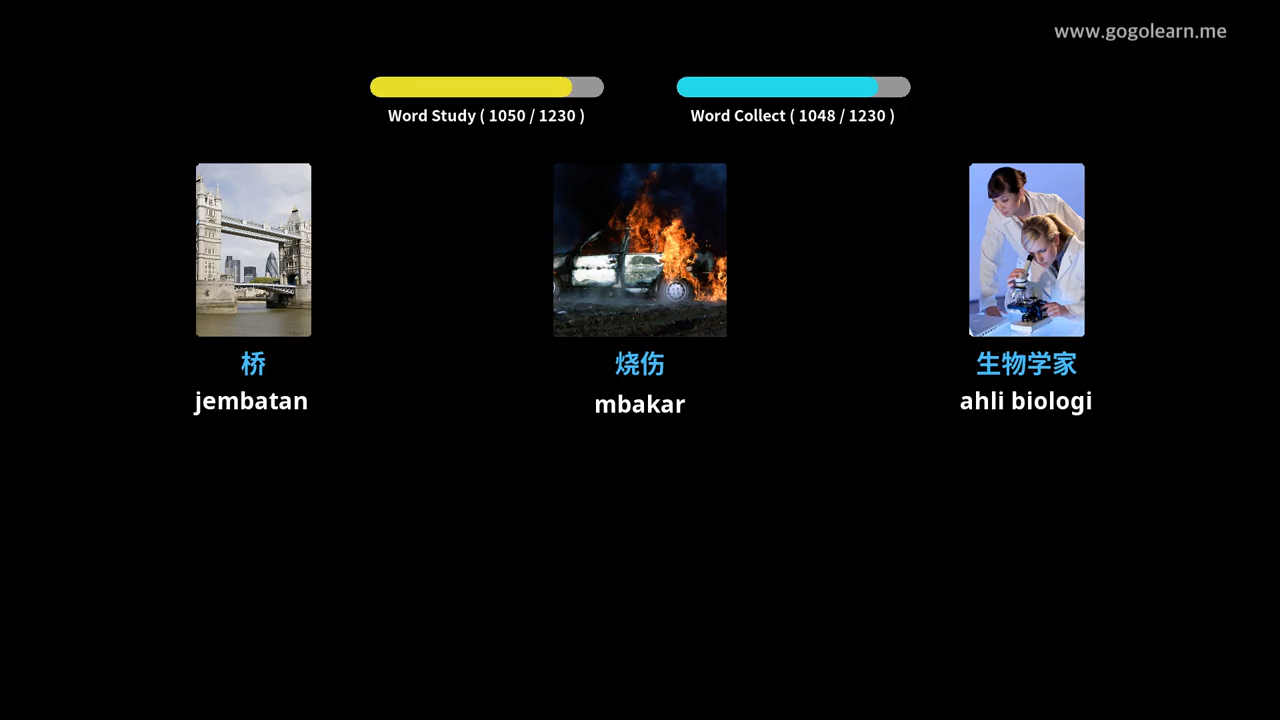 www.gogolearn.me
Word Study ( 1050 / 1230 )
Word Collect ( 1048 / 1230 )
桥
烧伤
生物学家
jembatan
mbakar
ahli biologi